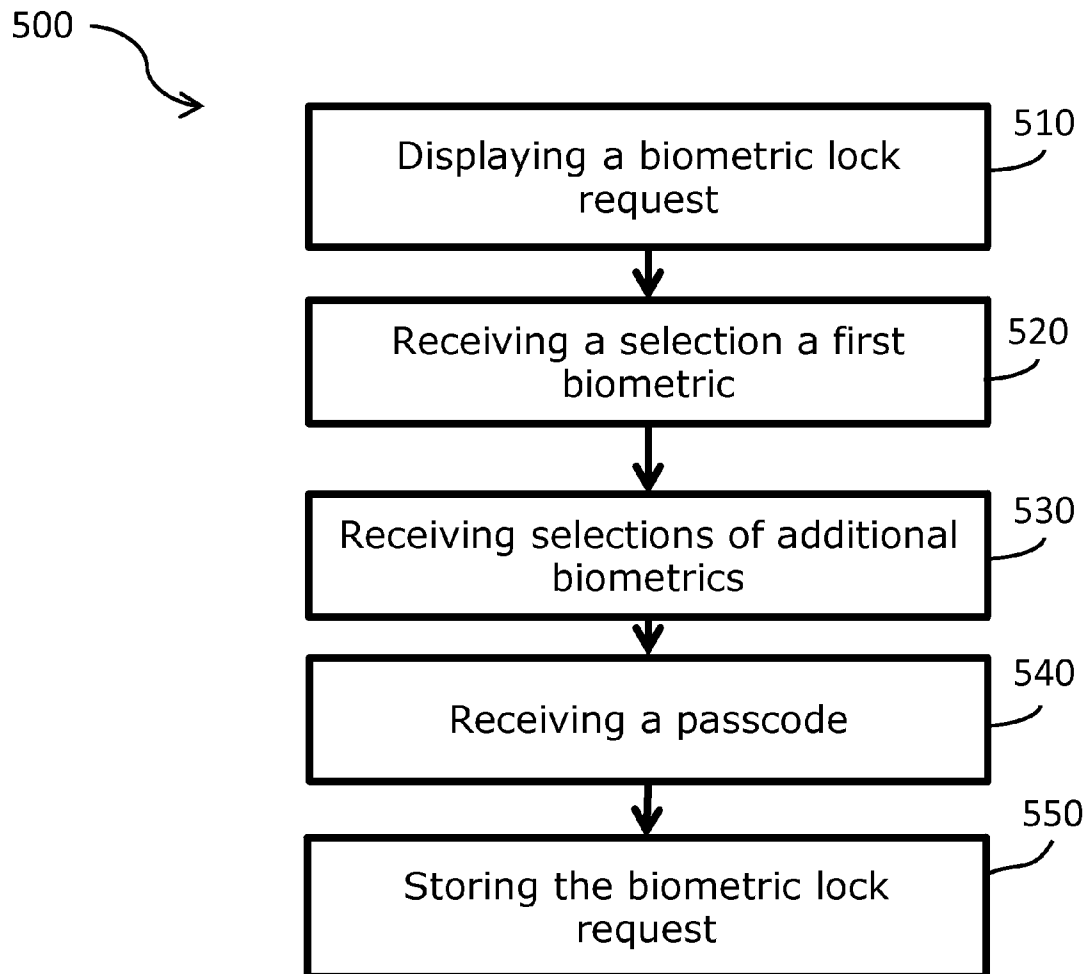 500
510
Displaying a biometric lock
request
520
Receiving a selection a first
biometric
530
Receiving selections of additional
biometrics
540
Receiving a passcode
550
Storing the biometric lock
request